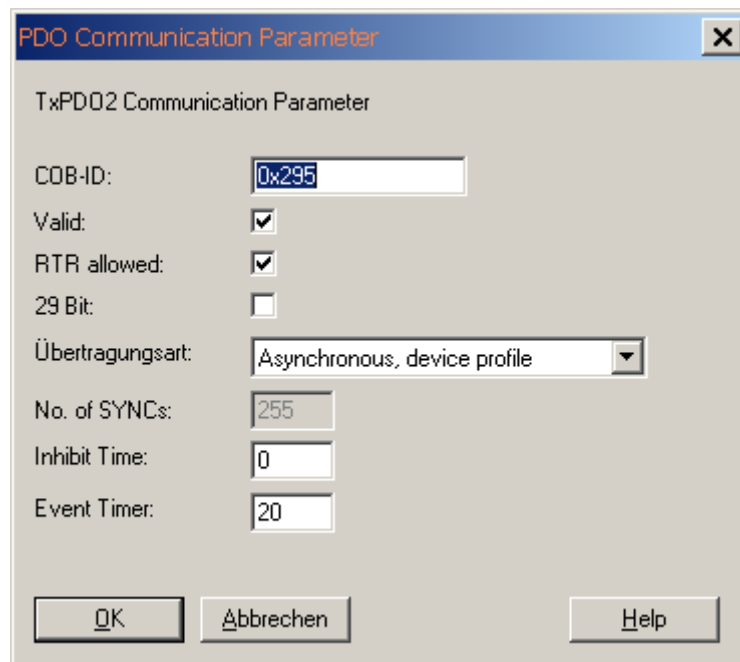 PDO Communication Parameter
TxPDO2 Communication Parameter
COB-ID: 0x295
Valid:
RTR allowed:
29 Bit:
Übertragungsart: Asynchronous, device profile
No. of SYNCs: 255
Inhibit Time: 0
Event Timer: 20
OK Abbrechen Help